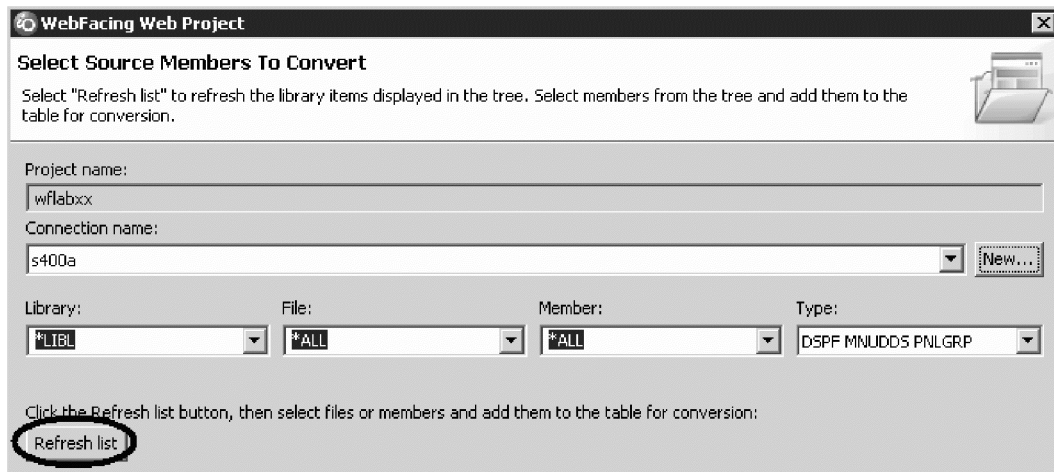 WebFacing Web Project
Select Source Members To Convert
Select "Refresh list" to refresh the library items displayed in the tree. Select members from the tree and add them to the
table for conversion.
Project name:
wflabxx
Connection name:
s400a
New...
Library: File: Member: Type:
*LIBL *ALL *ALL DSPF MNUDDS PNLGRP
Click the Refresh list button, then select files or members and add them to the table for conversion:
Refresh list